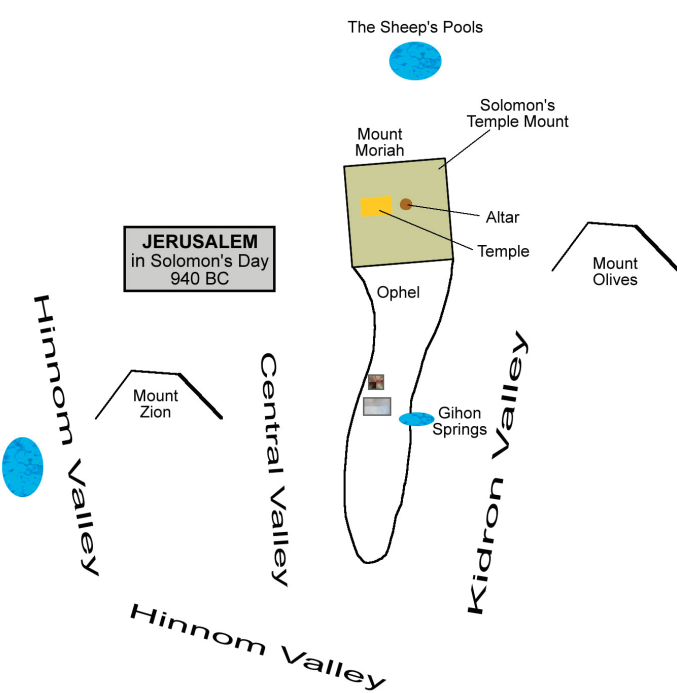 The Sheep's Pools
Solomon's
Temple Mount
Mount
Moriah
Altar
Temple
JERUSALEM
in Solomon's Day
940 BC
Mount
Olives
Ophel
Hinnom Valley
Mount
Zion
Central Valley
Gihon
Springs
Kidron Valley
Hinnom Valley